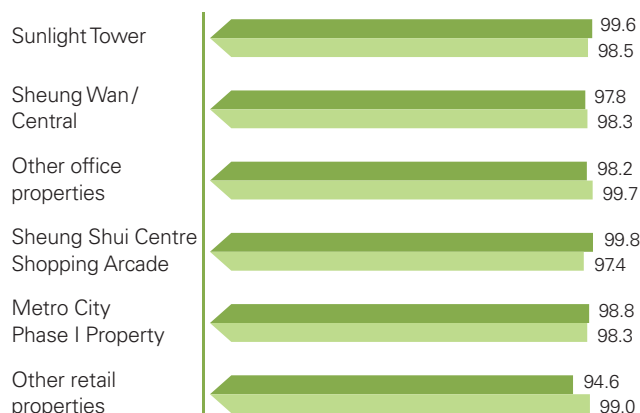 Sunlight Tower
99.6
98.5
Sheung Wan/
Central
97.8
98.3
Other office
properties
98.2
99.7
Sheung Shui Centre
Shopping Arcade
99.8
97.4
Metro City
Phase I Property
98.8
98.3
Other retail
properties
94.6
99.0